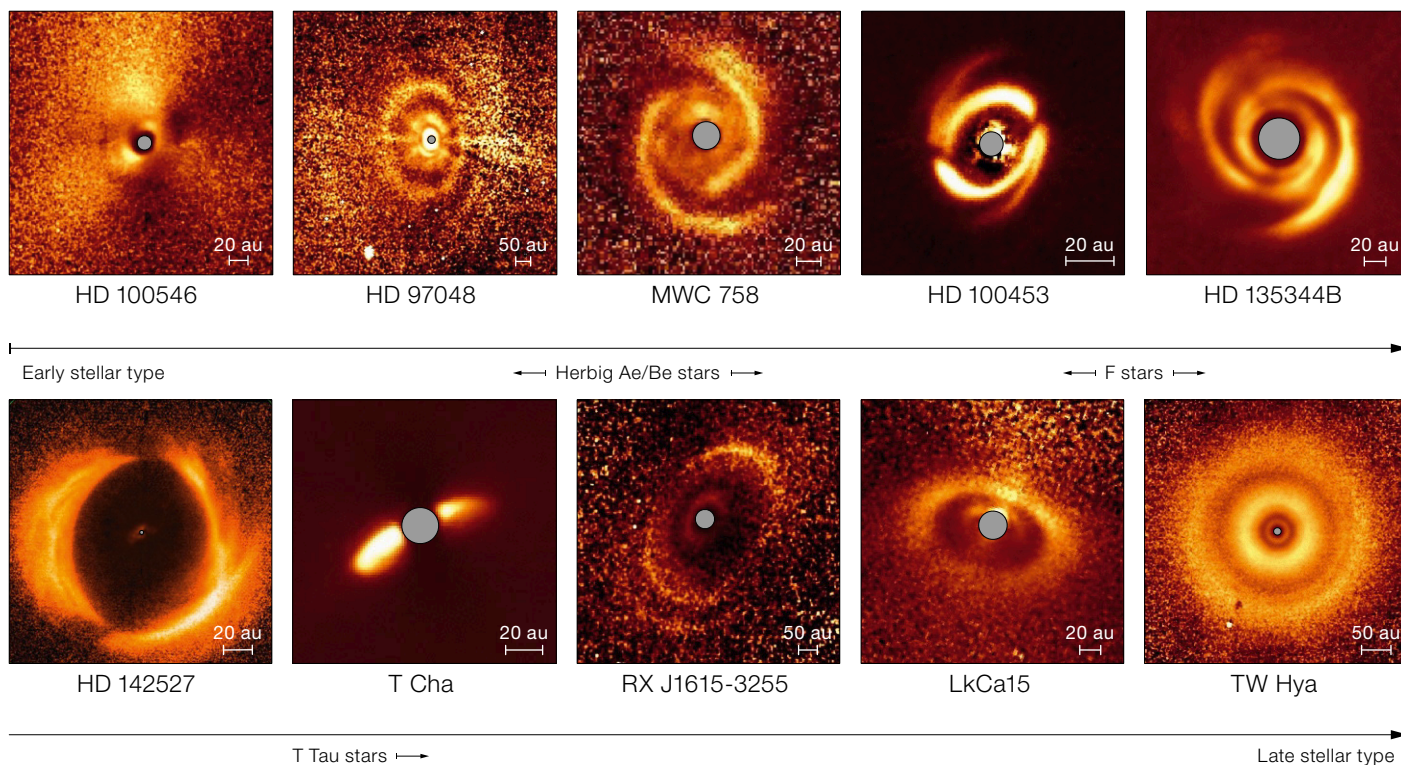 20 au
50 au
20 au
20 au
20 au
HD 100546
HD 97048
MWC 758
HD 100453
HD 135344B
Early stellar type
Herbig Ae/Be stars
F stars
20 au
20 au
50 au
20 au
50 au
HD 142527
T Cha
RX J1615-3255
LkCa15
TW Hya
T Tau stars
Late stellar type